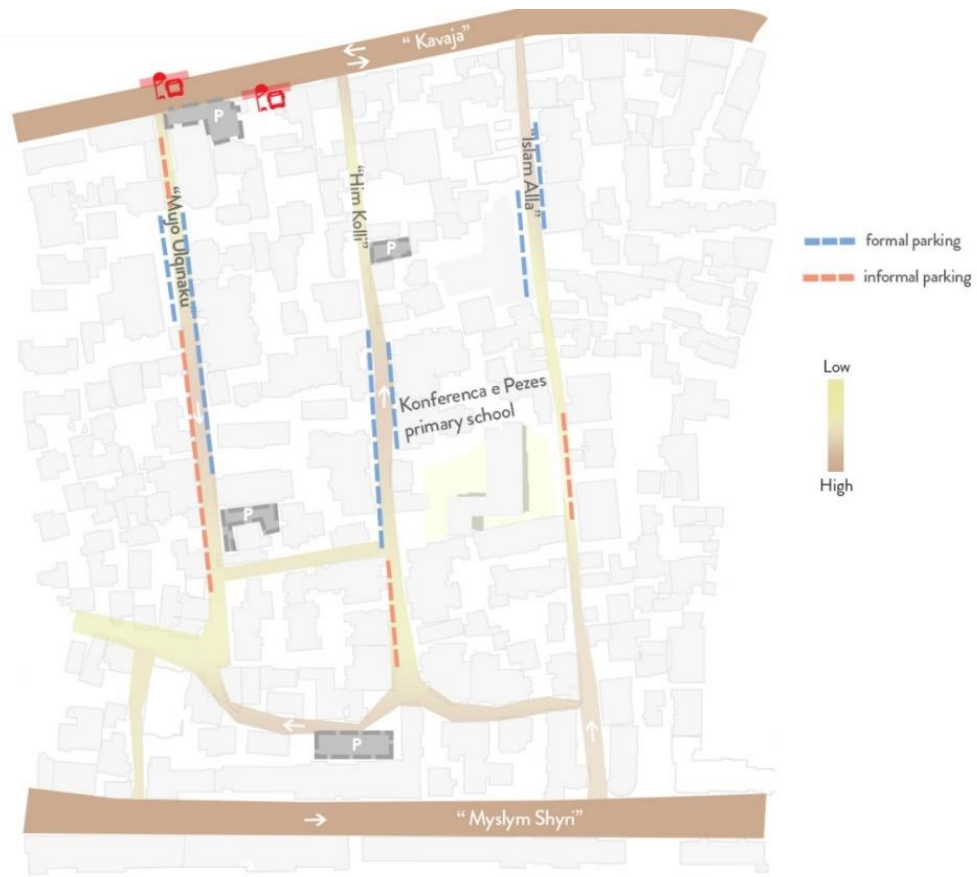 “ Kavaja”
P
“Mujo Ulqinaku
“Him Kolli”
“Islam Alla”
P
formal parking
informal parking
Konferenca e Pezes
primary school
Low
High
P
P
“ Myslym Shyri”